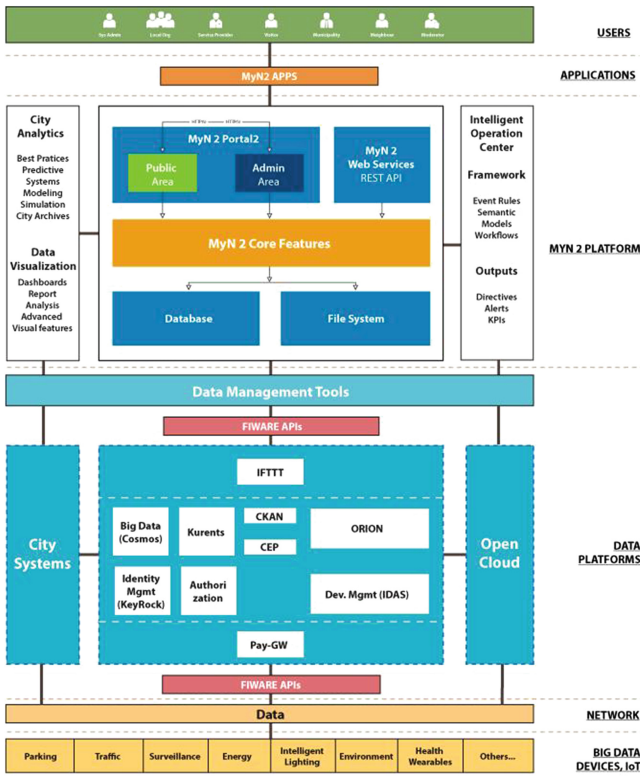 Sys Admin
Local Org
Service Provider
Visitor
Municipality
Neighbour
Moderator
USERS
MyN2 APPS
APPLICATIONS
City
Analytics
Best Pratices
Predictive
Systems
Modeling
Simulation
City Archives
Data
Visualization
Dashboards
Report
Analysis
Advanced
Visual features
MyN 2 Portal2
Public
Area
Admin
Area
MyN 2
Web Services
REST API
MyN 2 Core Features
Database
File System
Intelligent
Operation
Center
Framework
Event Rules
Semantic
Models
Workflows
Outputs
Directives
Alerts
KPIs
MYN 2 PLATFORM
Data Management Tools
FIWARE APIs
City
Systems
IFTTT
Big Data
(Cosmos)
Kurents
CKAN
CEP
ORION
Identity
Mgmt
(KeyRock)
Authori
zation
Dev. Mgmt (IDAS)
Pay-GW
Open
Cloud
DATA
PLATFORMS
FIWARE APIs
Data
NETWORK
Parking
Traffic
Surveillance
Energy
Intelligent
Lighting
Environment
Health
Wearables
Others...
BIG DATA
DEVICES, IoT